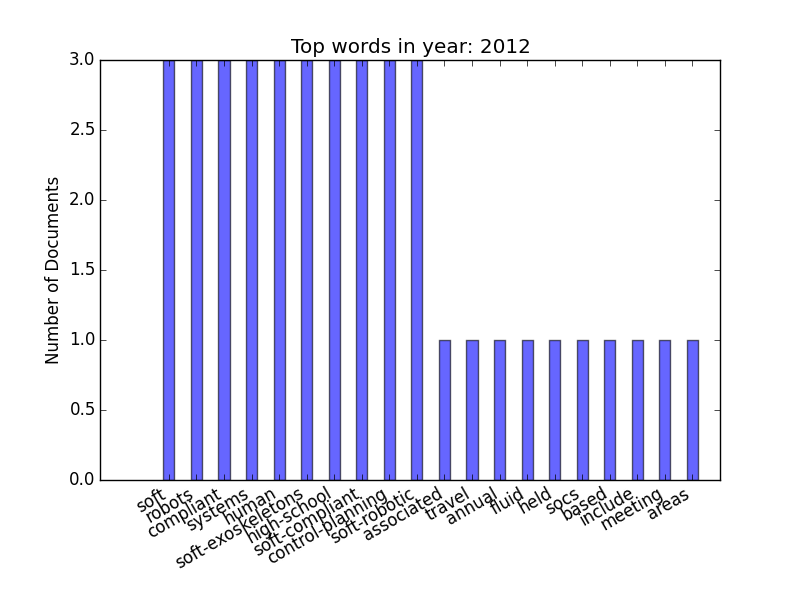 Top words in year: 2012
Number of Documents
3.0
2.5
2.0
1.5
1.0
0.5
0.0
soft
robots
compliant
systems
human
soft-exoskeletons
high-school
soft-compliant
control-planning
soft-robotic
associated
travel
annual
fluid
held
socs
based
include
meeting
areas